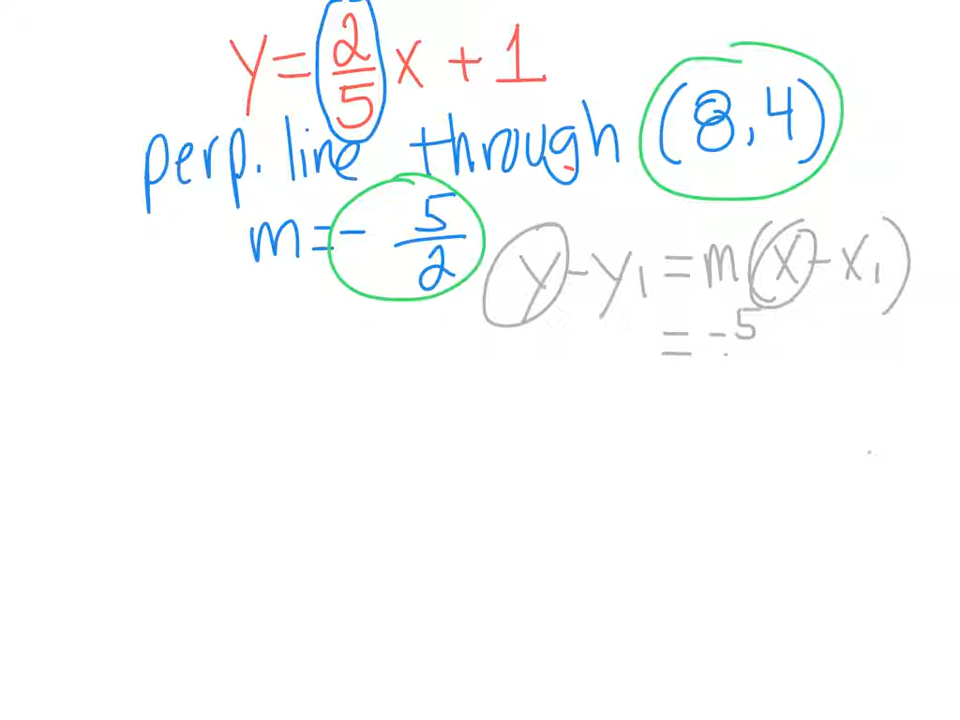 y = 2/5 x + 1
perp. line through (8, 4)
m = - 5/2
y - y₁ = m(x - x₁)
= -5